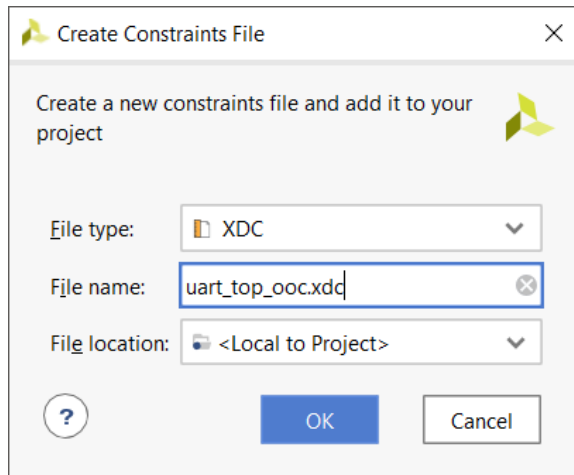 Create Constraints File
Create a new constraints file and add it to your
project
File type: XDC
File name: uart_top_ooc.xdc
File location: <Local to Project>
? OK Cancel